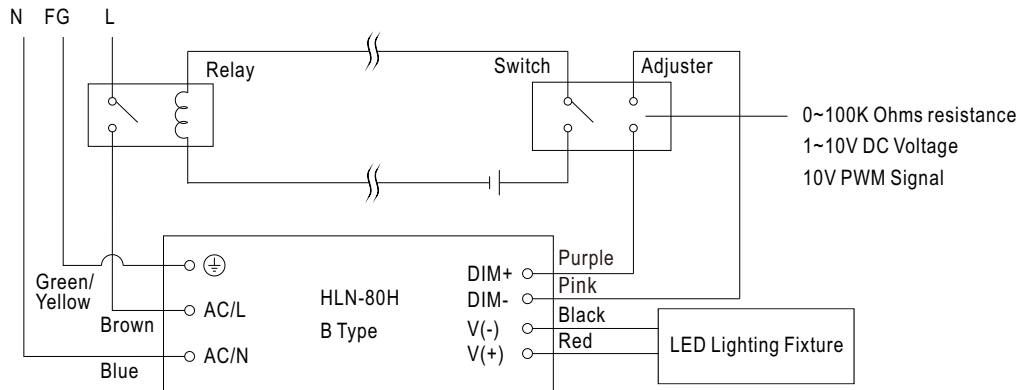 N FG L
Relay
Switch
Adjuster
0~100K Ohms resistance
1~10V DC Voltage
10V PWM Signal
Green/
Yellow
Brown
Blue
AC/L
AC/N
HLN-80H
B Type
DIM+
DIM-
V(-)
V(+)
Purple
Pink
Black
Red
LED Lighting Fixture